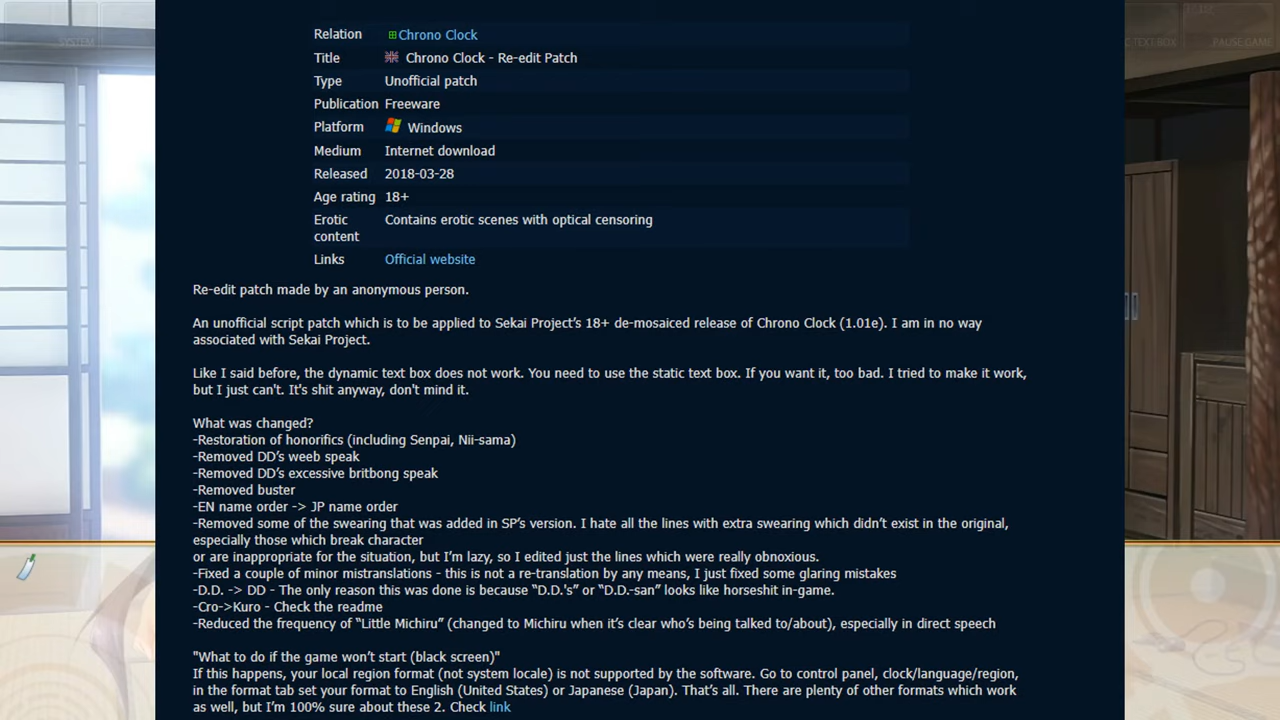 SYSTEM
PAUSE GAME
Relation Chrono Clock
Title Chrono Clock - Re-edit Patch
Type Unofficial patch
Publication Freeware
Platform Windows
Medium Internet download
Released 2018-03-28
Age rating 18+
Erotic content Contains erotic scenes with optical censoring
Links Official website
Re-edit patch made by an anonymous person.
An unofficial script patch which is to be applied to Sekai Project's 18+ de-mosaiced release of Chrono Clock (1.01e). I am in no way
associated with Sekai Project.
Like I said before, the dynamic text box does not work. You need to use the static text box. If you want it, too bad. I tried to make it work,
but I just can't. It's shit anyway, don't mind it.
What was changed?
-Restoration of honorifics (including Senpai, Nii-sama)
-Removed DD's weeb speak
-Removed DD's excessive britbong speak
-Removed buster
-EN name order -> JP name order
-Removed some of the swearing that was added in SP's version. I hate all the lines with extra swearing which didn't exist in the original,
especially those which break character
or are inappropriate for the situation, but I'm lazy, so I edited just the lines which were really obnoxious.
-Fixed a couple of minor mistranslations - this is not a re-translation by any means, I just fixed some glaring mistakes
-D.D. -> DD - The only reason this was done is because “D.D.'s” or “D.D.-san” looks like horseshit in-game.
-Cro->Kuro - Check the readme
-Reduced the frequency of “Little Michiru” (changed to Michiru when it's clear who's being talked to/about), especially in direct speech
"What to do if the game won't start (black screen)"
If this happens, your local region format (not system locale) is not supported by the software. Go to control panel, clock/language/region,
in the format tab set your format to English (United States) or Japanese (Japan). That's all. There are plenty of other formats which work
as well, but I'm 100% sure about these 2. Check link